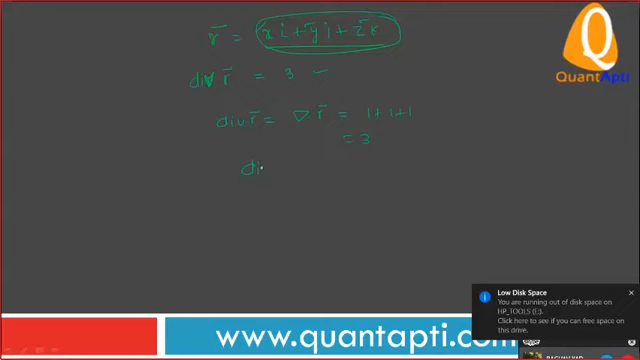 r̄ = xi + yj + zk
QuantApti
div r̄ = 3
div r̄ = ∇ r̄ = 1+1+1
= 3
di
Low Disk Space
You are running out of disk space on
HP_TOOLS (E:).
Click here to see if you can free space on
this drive.
www.quantapti.com